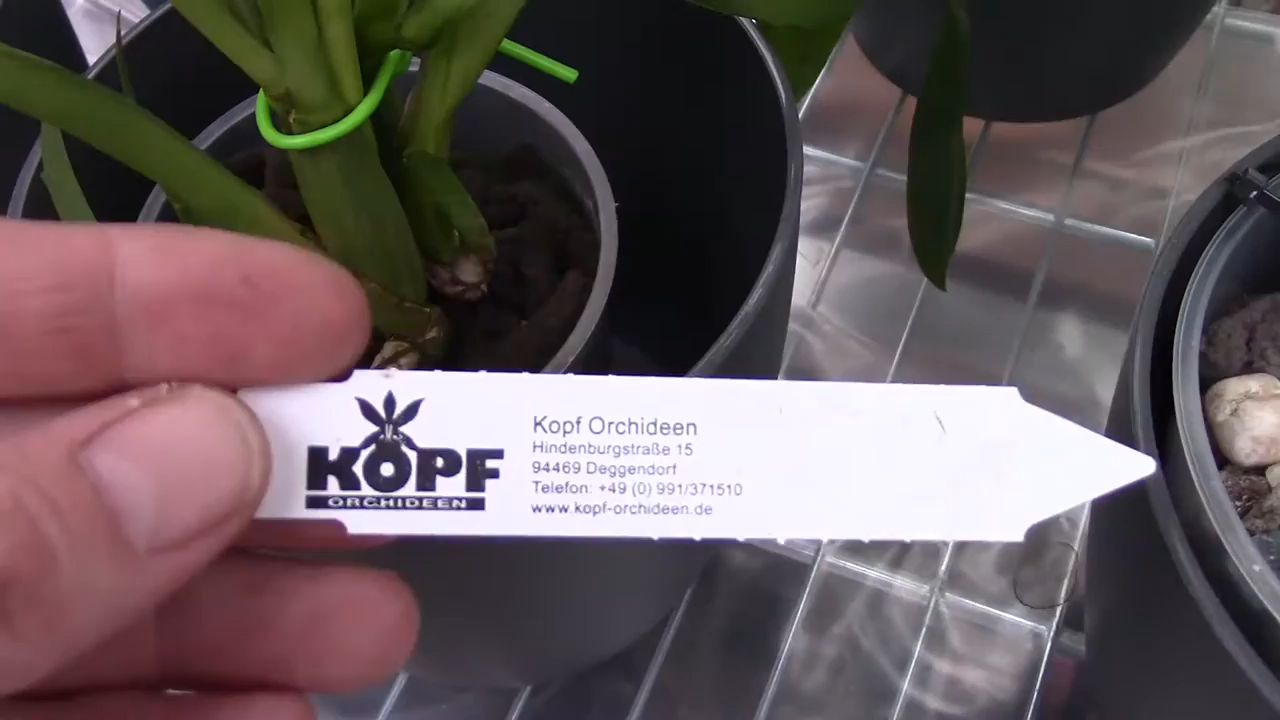 KOPF
ORCHIDEEN
Kopf Orchideen
Hindenburgstraße 15
94469 Deggendorf
Telefon: +49 (0) 991/371510
www.kopf-orchideen.de